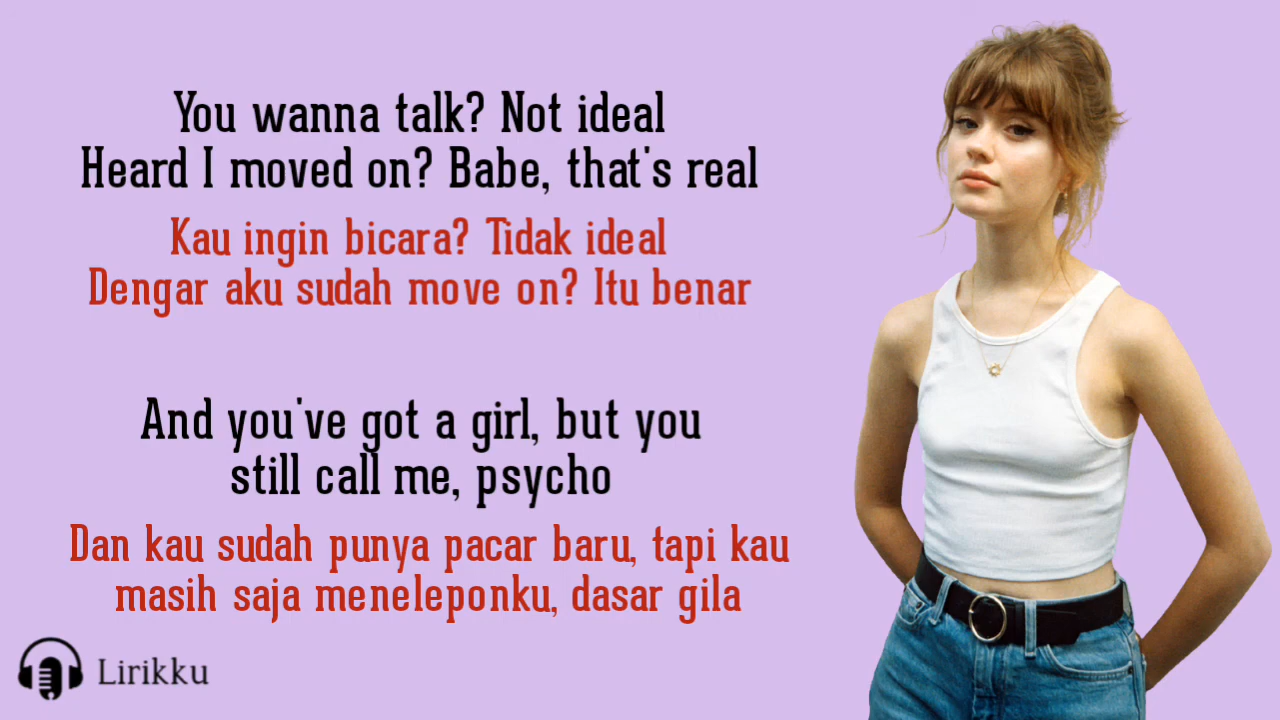 You wanna talk? Not ideal
Heard I moved on? Babe, that's real
Kau ingin bicara? Tidak ideal
Dengar aku sudah move on? Itu benar
And you've got a girl, but you
still call me, psycho
Dan kau sudah punya pacar baru, tapi kau
masih saja meneleponku, dasar gila
Lirikku